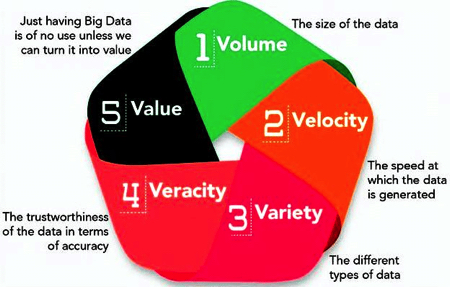 1 Volume
The size of the data
2 Velocity
The speed at
which the data
is generated
3 Variety
The different
types of data
4 Veracity
The trustworthiness
of the data in terms
of accuracy
5 Value
Just having Big Data
is of no use unless we
can turn it into value